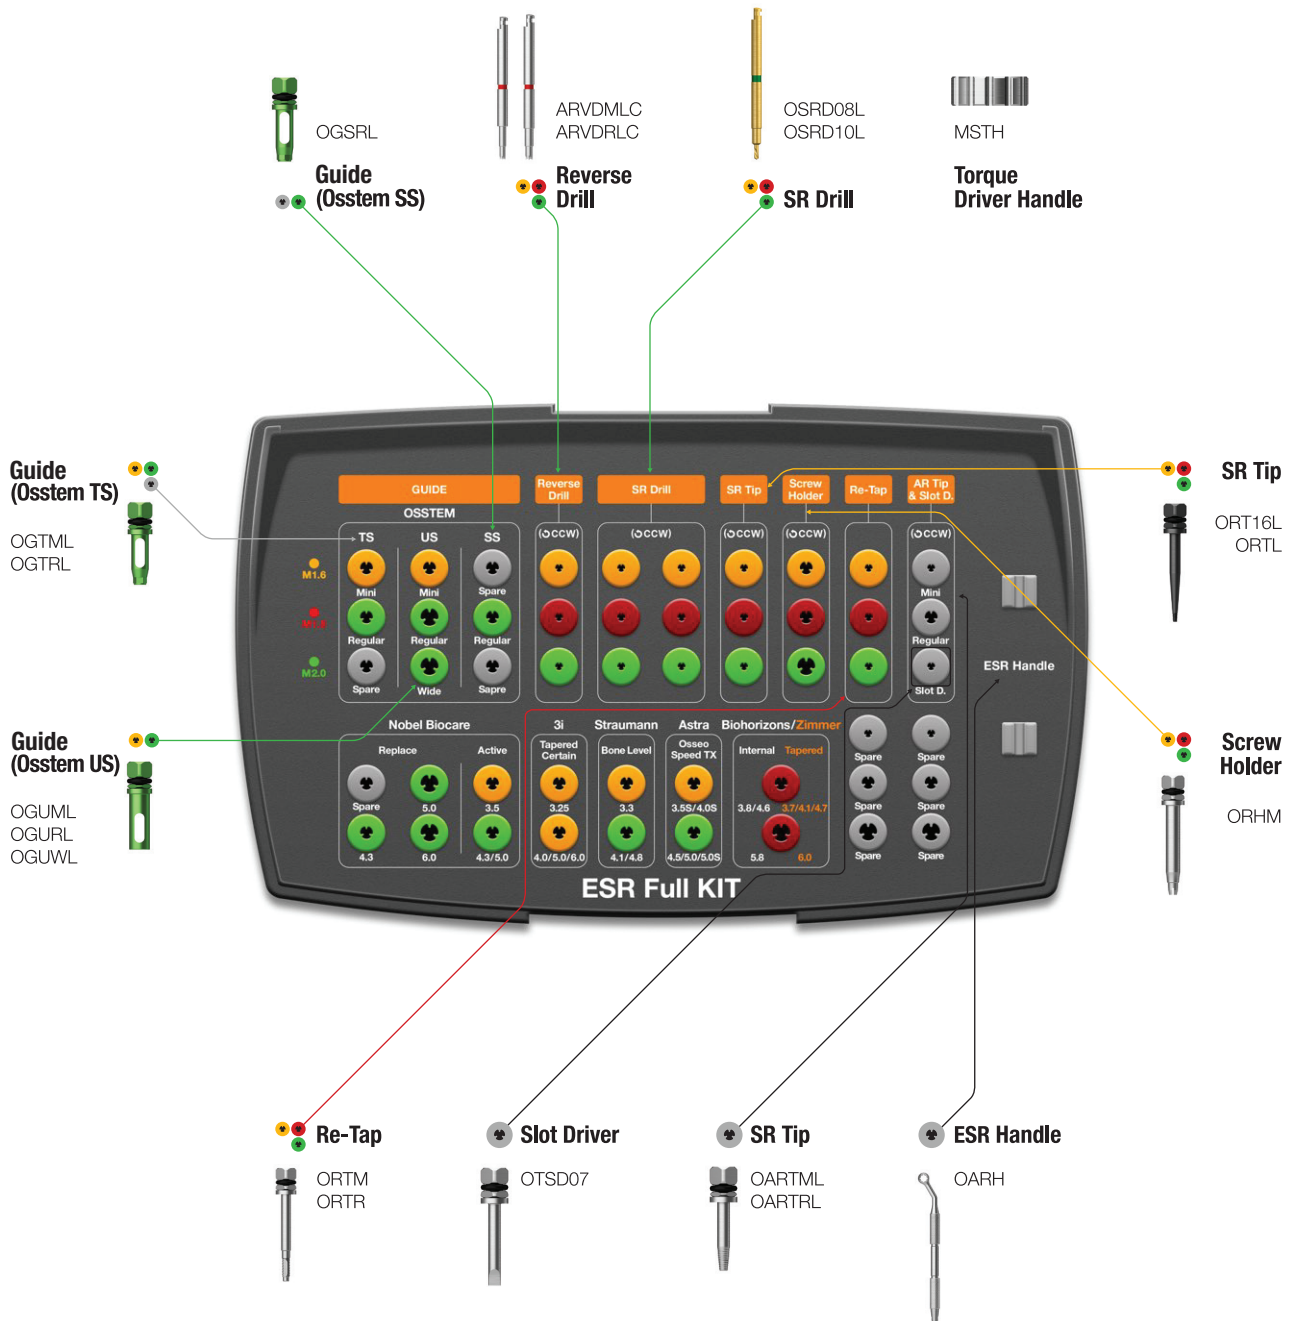 OGSRL
Guide
(Osstem SS)
ARVDMLC
ARVDRLC
Reverse
Drill
OSRD08L
OSRD10L
SR Drill
MSTH
Torque
Driver Handle
Guide
(Osstem TS)
OGTML
OGTRL
Guide
(Osstem US)
OGUML
OGURL
OGUWL
SR Tip
ORT16L
ORTL
Screw
Holder
ORHM
GUIDE
Reverse
Drill
SR Drill
SR Tip
Screw
Holder
Re-Tap
AR Tip
& Slot D.
OSSTEM
TS
US
SS
(CCW)
(CCW)
(CCW)
(CCW)
(CCW)
M1.6
Mini
Mini
Spare
Mini
Regular
Regular
Regular
Regular
M2.0
Spare
Wide
Sapre
Slot D.
ESR Handle
Nobel Biocare
3i
Straumann
Astra
Biohorizons/Zimmer
Replace
Active
Tapered
Certain
Bone Level
Osseo
Speed TX
Internal
Tapered
Spare
Spare
Spare
5.0
3.5
3.25
3.3
3.5S/4.0S
3.8/4.6
3.7/4.1/4.7
Spare
Spare
4.3
6.0
4.3/5.0
4.0/5.0/6.0
4.1/4.8
4.5/5.0/5.0S
5.8
6.0
Spare
Spare
ESR Full KIT
Re-Tap
ORTM
ORTR
Slot Driver
OTSD07
SR Tip
OARTML
OARTRL
ESR Handle
OARH